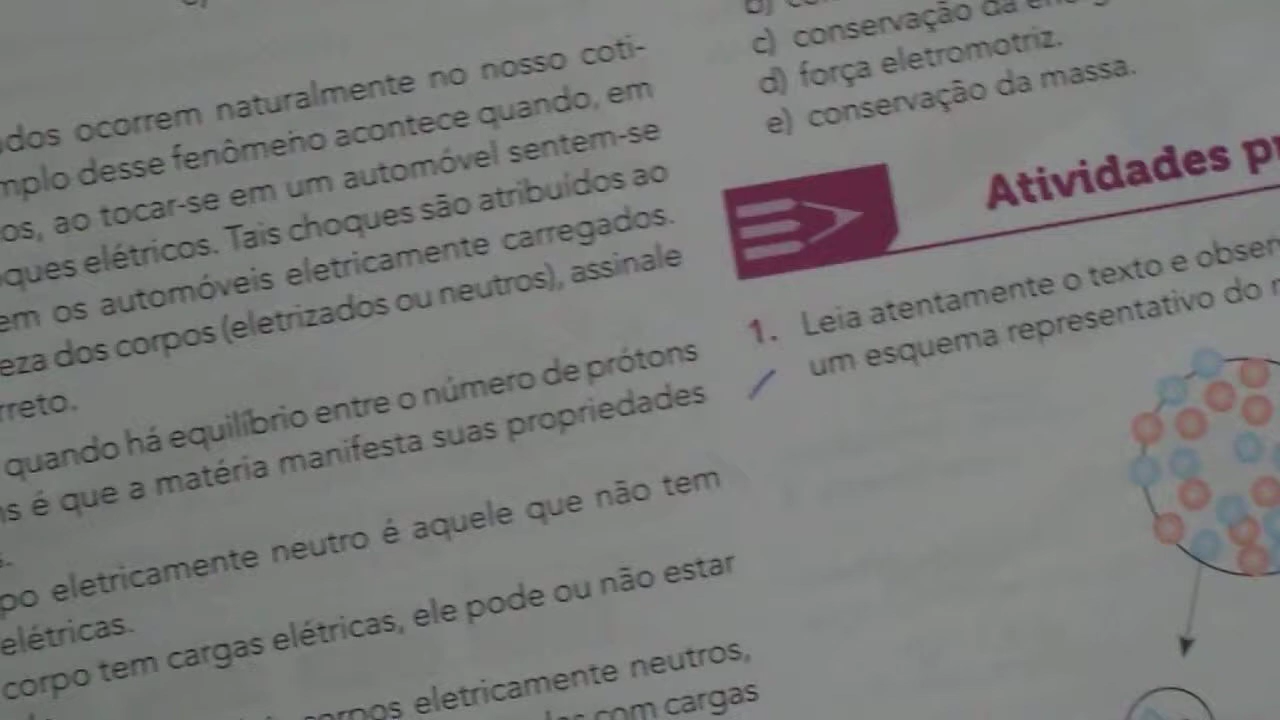 dos ocorrem naturalmente no nosso coti-
mplo desse fenômeno acontece quando, em
os, ao tocar-se em um automóvel sentem-se
ques elétricos. Tais choques são atribuídos ao
em os automóveis eletricamente carregados.
eza dos corpos (eletrizados ou neutros), assinale
rreto.
quando há equilíbrio entre o número de prótons
s é que a matéria manifesta suas propriedades
po eletricamente neutro é aquele que não tem
elétricas.
corpo tem cargas elétricas, ele pode ou não estar
corpos eletricamente neutros,
com cargas
b)
c) conservação da
d) força eletromotriz.
e) conservação da massa.
Atividades
1. Leia atentamente o texto e obser
um esquema representativo do